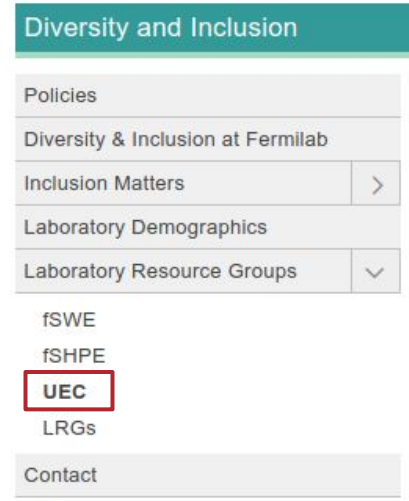 Diversity and Inclusion
Policies
Diversity & Inclusion at Fermilab
Inclusion Matters
Laboratory Demographics
Laboratory Resource Groups
fSWE
fSHPE
UEC
LRGs
Contact